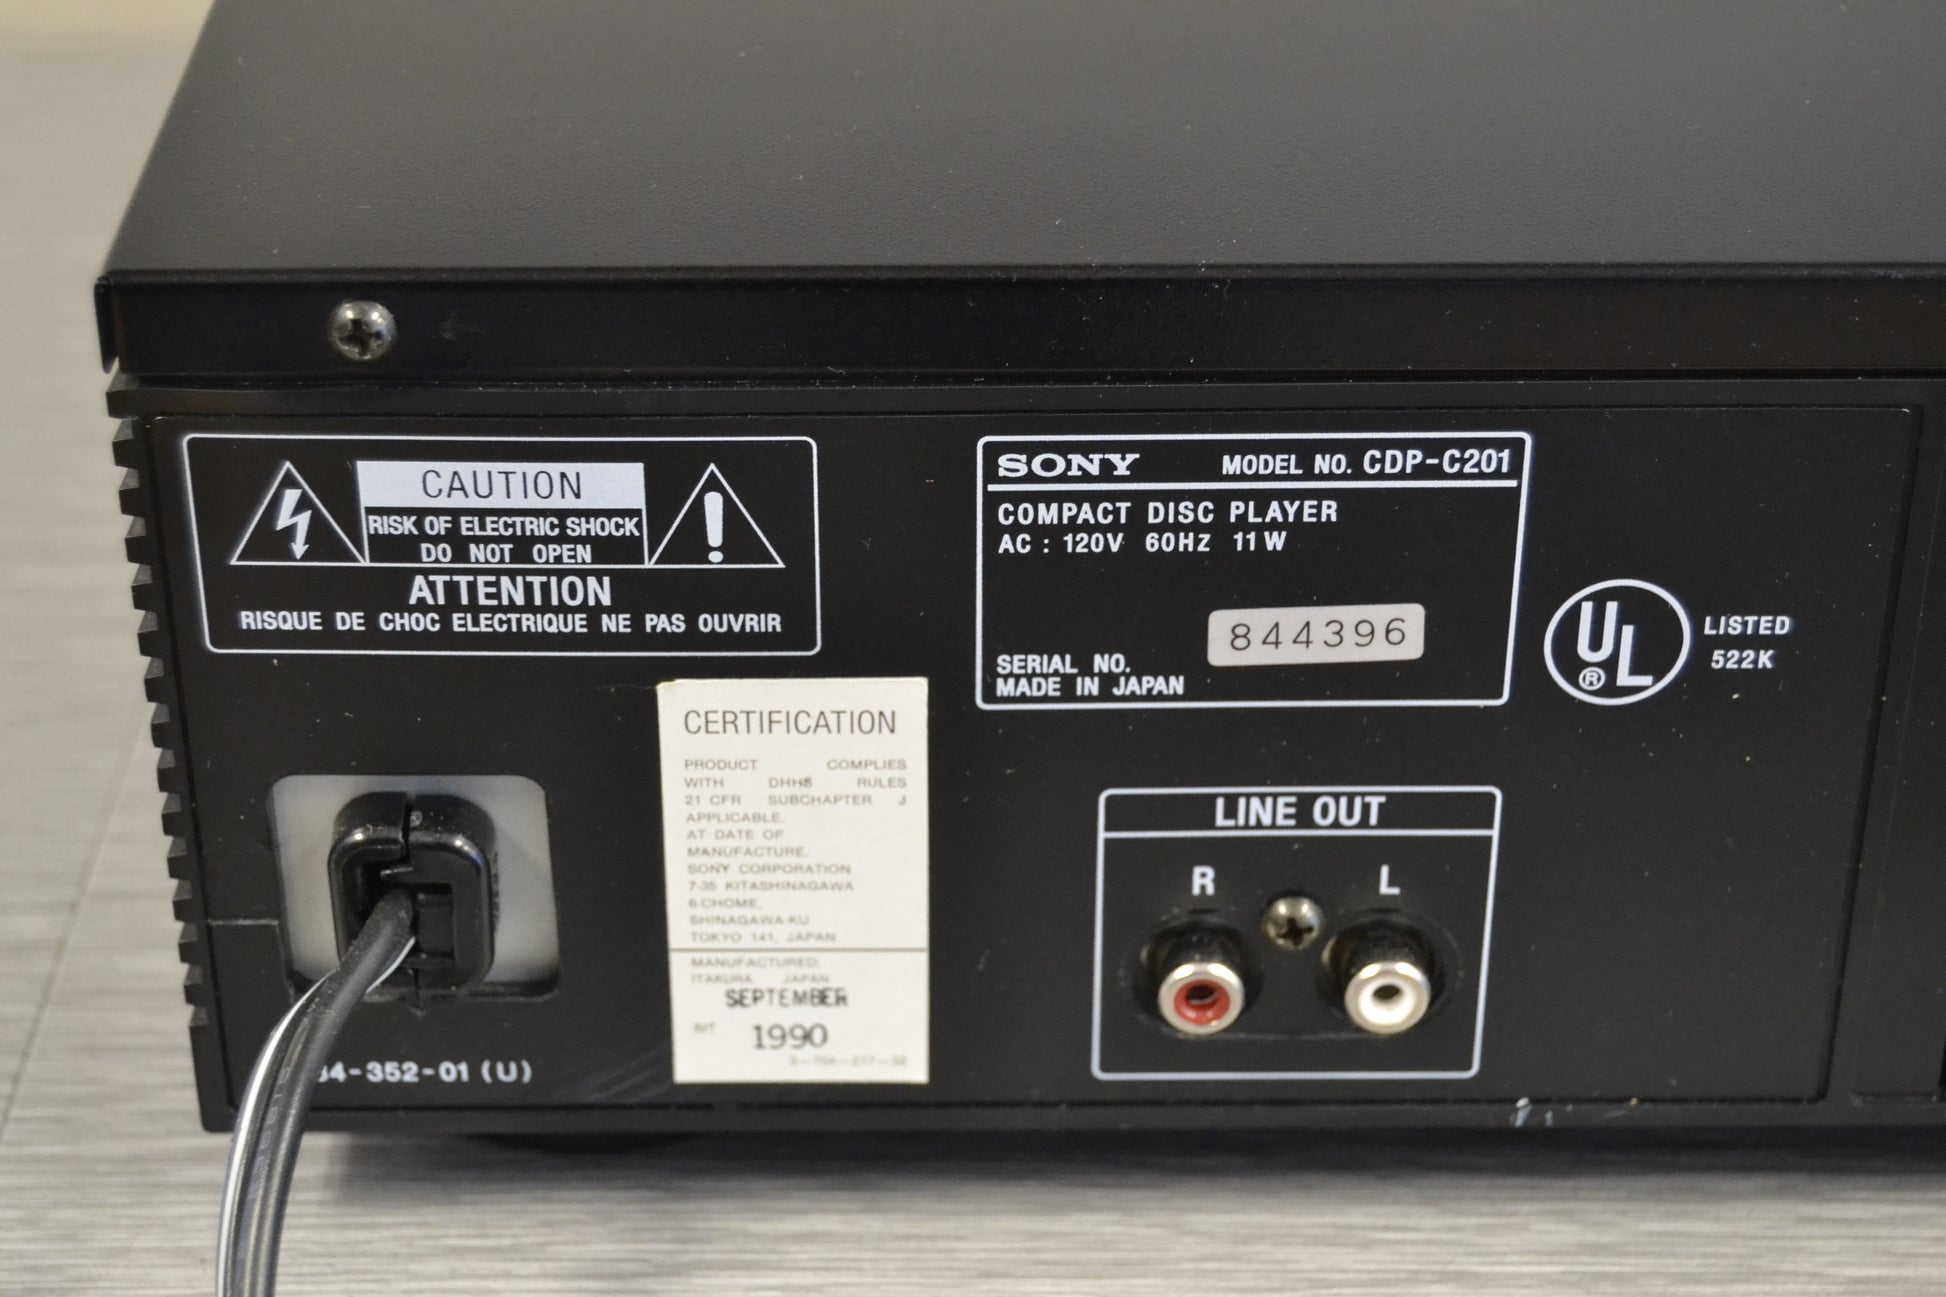 CAUTION
RISK OF ELECTRIC SHOCK
DO NOT OPEN
ATTENTION
RISQUE DE CHOC ELECTRIQUE NE PAS OUVRIR
SONY MODEL NO. CDP-C201
COMPACT DISC PLAYER
AC : 120V 60HZ 11W
844396
SERIAL NO.
MADE IN JAPAN
UL® LISTED
522K
CERTIFICATION
PRODUCT COMPLIES
WITH DHHS RULES
21 CFR SUBCHAPTER J
APPLICABLE.
AT DATE OF
MANUFACTURE.
SONY CORPORATION
7-35 KITASHINAGAWA
6-CHOME,
SHINAGAWA-KU
TOKYO 141, JAPAN
MANUFACTURED:
ITAKURA JAPAN
SEPTEMBER
1990
LINE OUT
R L
4-352-01 (U)